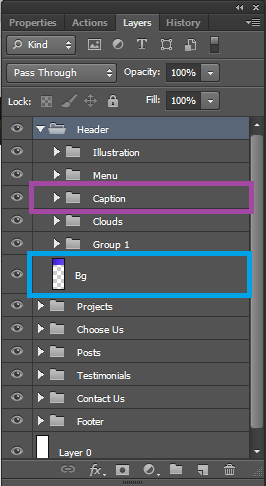 Properties Actions Layers History
Kind
Pass Through Opacity: 100%
Lock: Fill: 100%
Header
Illustration
Menu
Caption
Clouds
Group 1
Bg
Projects
Choose Us
Posts
Testimonials
Contact Us
Footer
Layer 0
fx